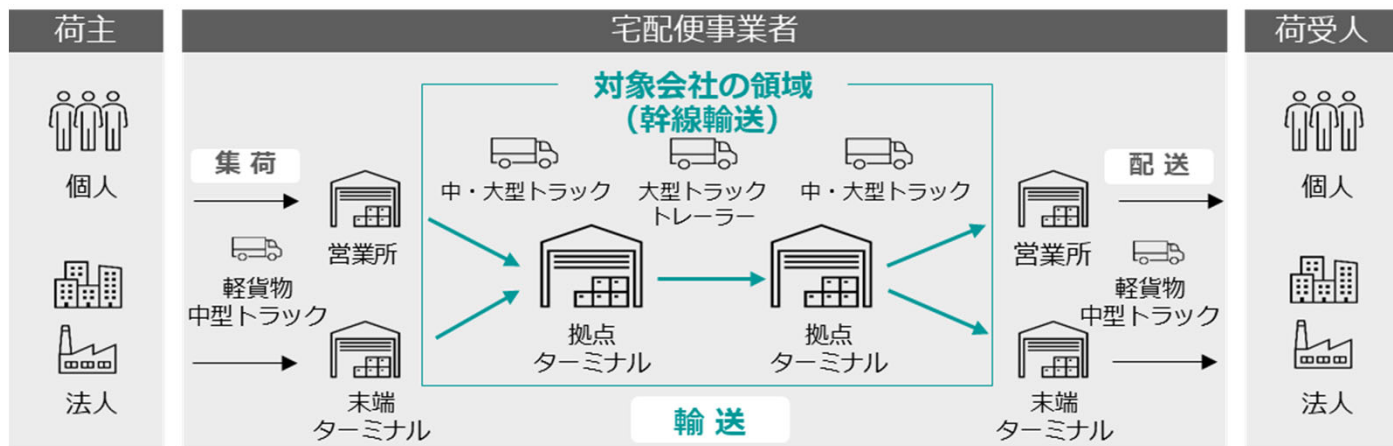 荷主
宅配便事業者
荷受人
個人
法人
集荷
軽貨物
中型トラック
営業所
末端
ターミナル
対象会社の領域
(幹線輸送)
中・大型トラック
大型トラック
トレーラー
中・大型トラック
拠点
ターミナル
拠点
ターミナル
輸送
営業所
末端
ターミナル
配送
軽貨物
中型トラック
個人
法人